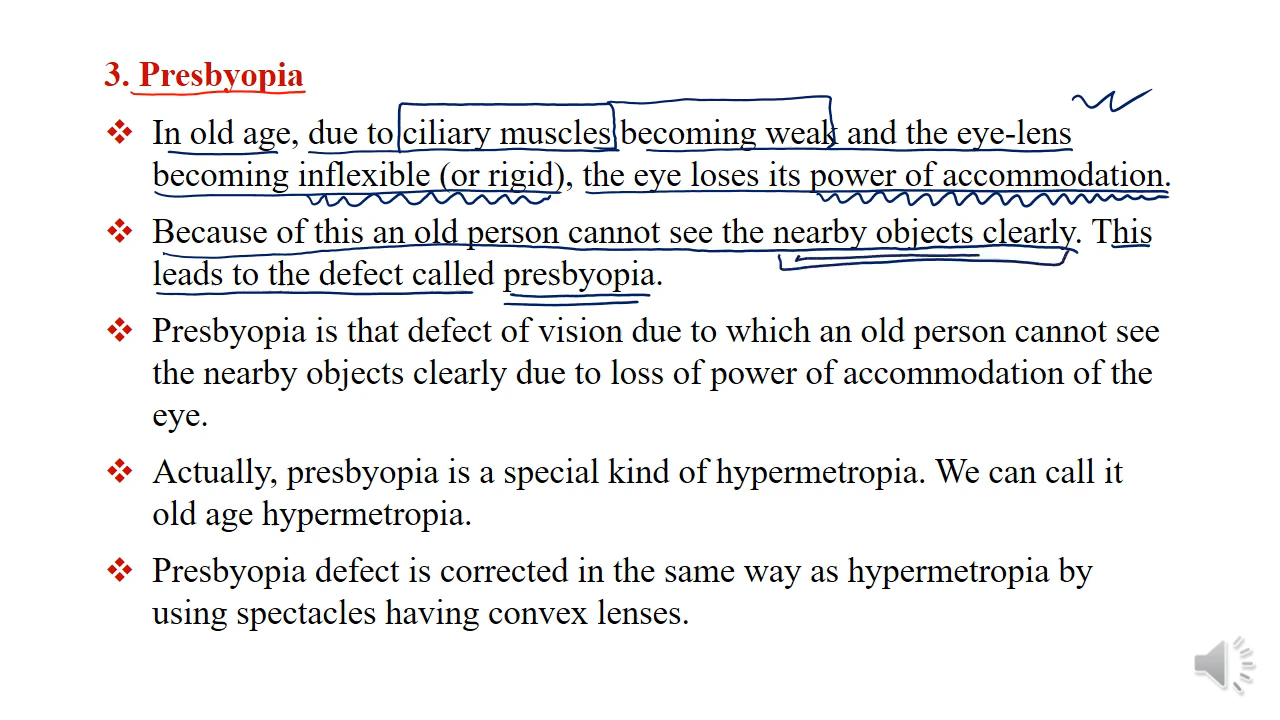 3. Presbyopia
❖ In old age, due to ciliary muscles becoming weak and the eye-lens
becoming inflexible (or rigid), the eye loses its power of accommodation.
❖ Because of this an old person cannot see the nearby objects clearly. This
leads to the defect called presbyopia.
❖ Presbyopia is that defect of vision due to which an old person cannot see
the nearby objects clearly due to loss of power of accommodation of the
eye.
❖ Actually, presbyopia is a special kind of hypermetropia. We can call it
old age hypermetropia.
❖ Presbyopia defect is corrected in the same way as hypermetropia by
using spectacles having convex lenses.